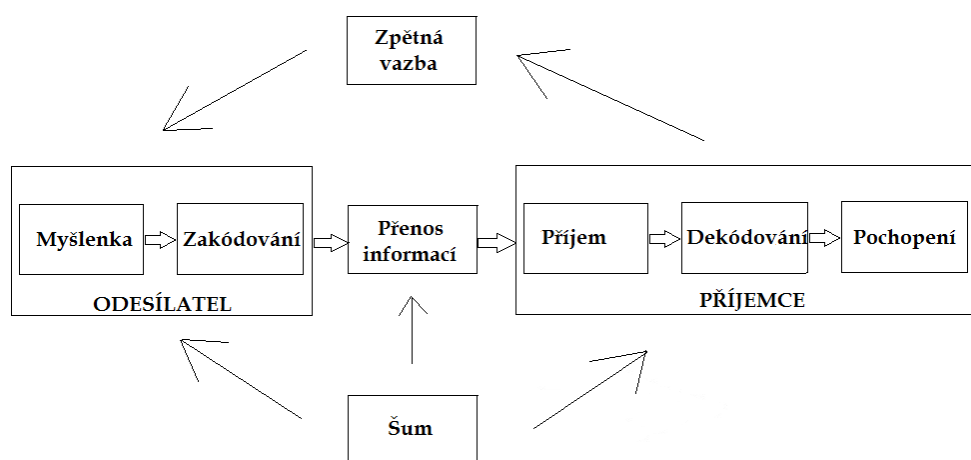 Zpětná
vazba
Myšlenka
Zakódování
Přenos
informací
Příjem
Dekódování
Pochopení
ODESÍLATEL
PŘÍJEMCE
Šum